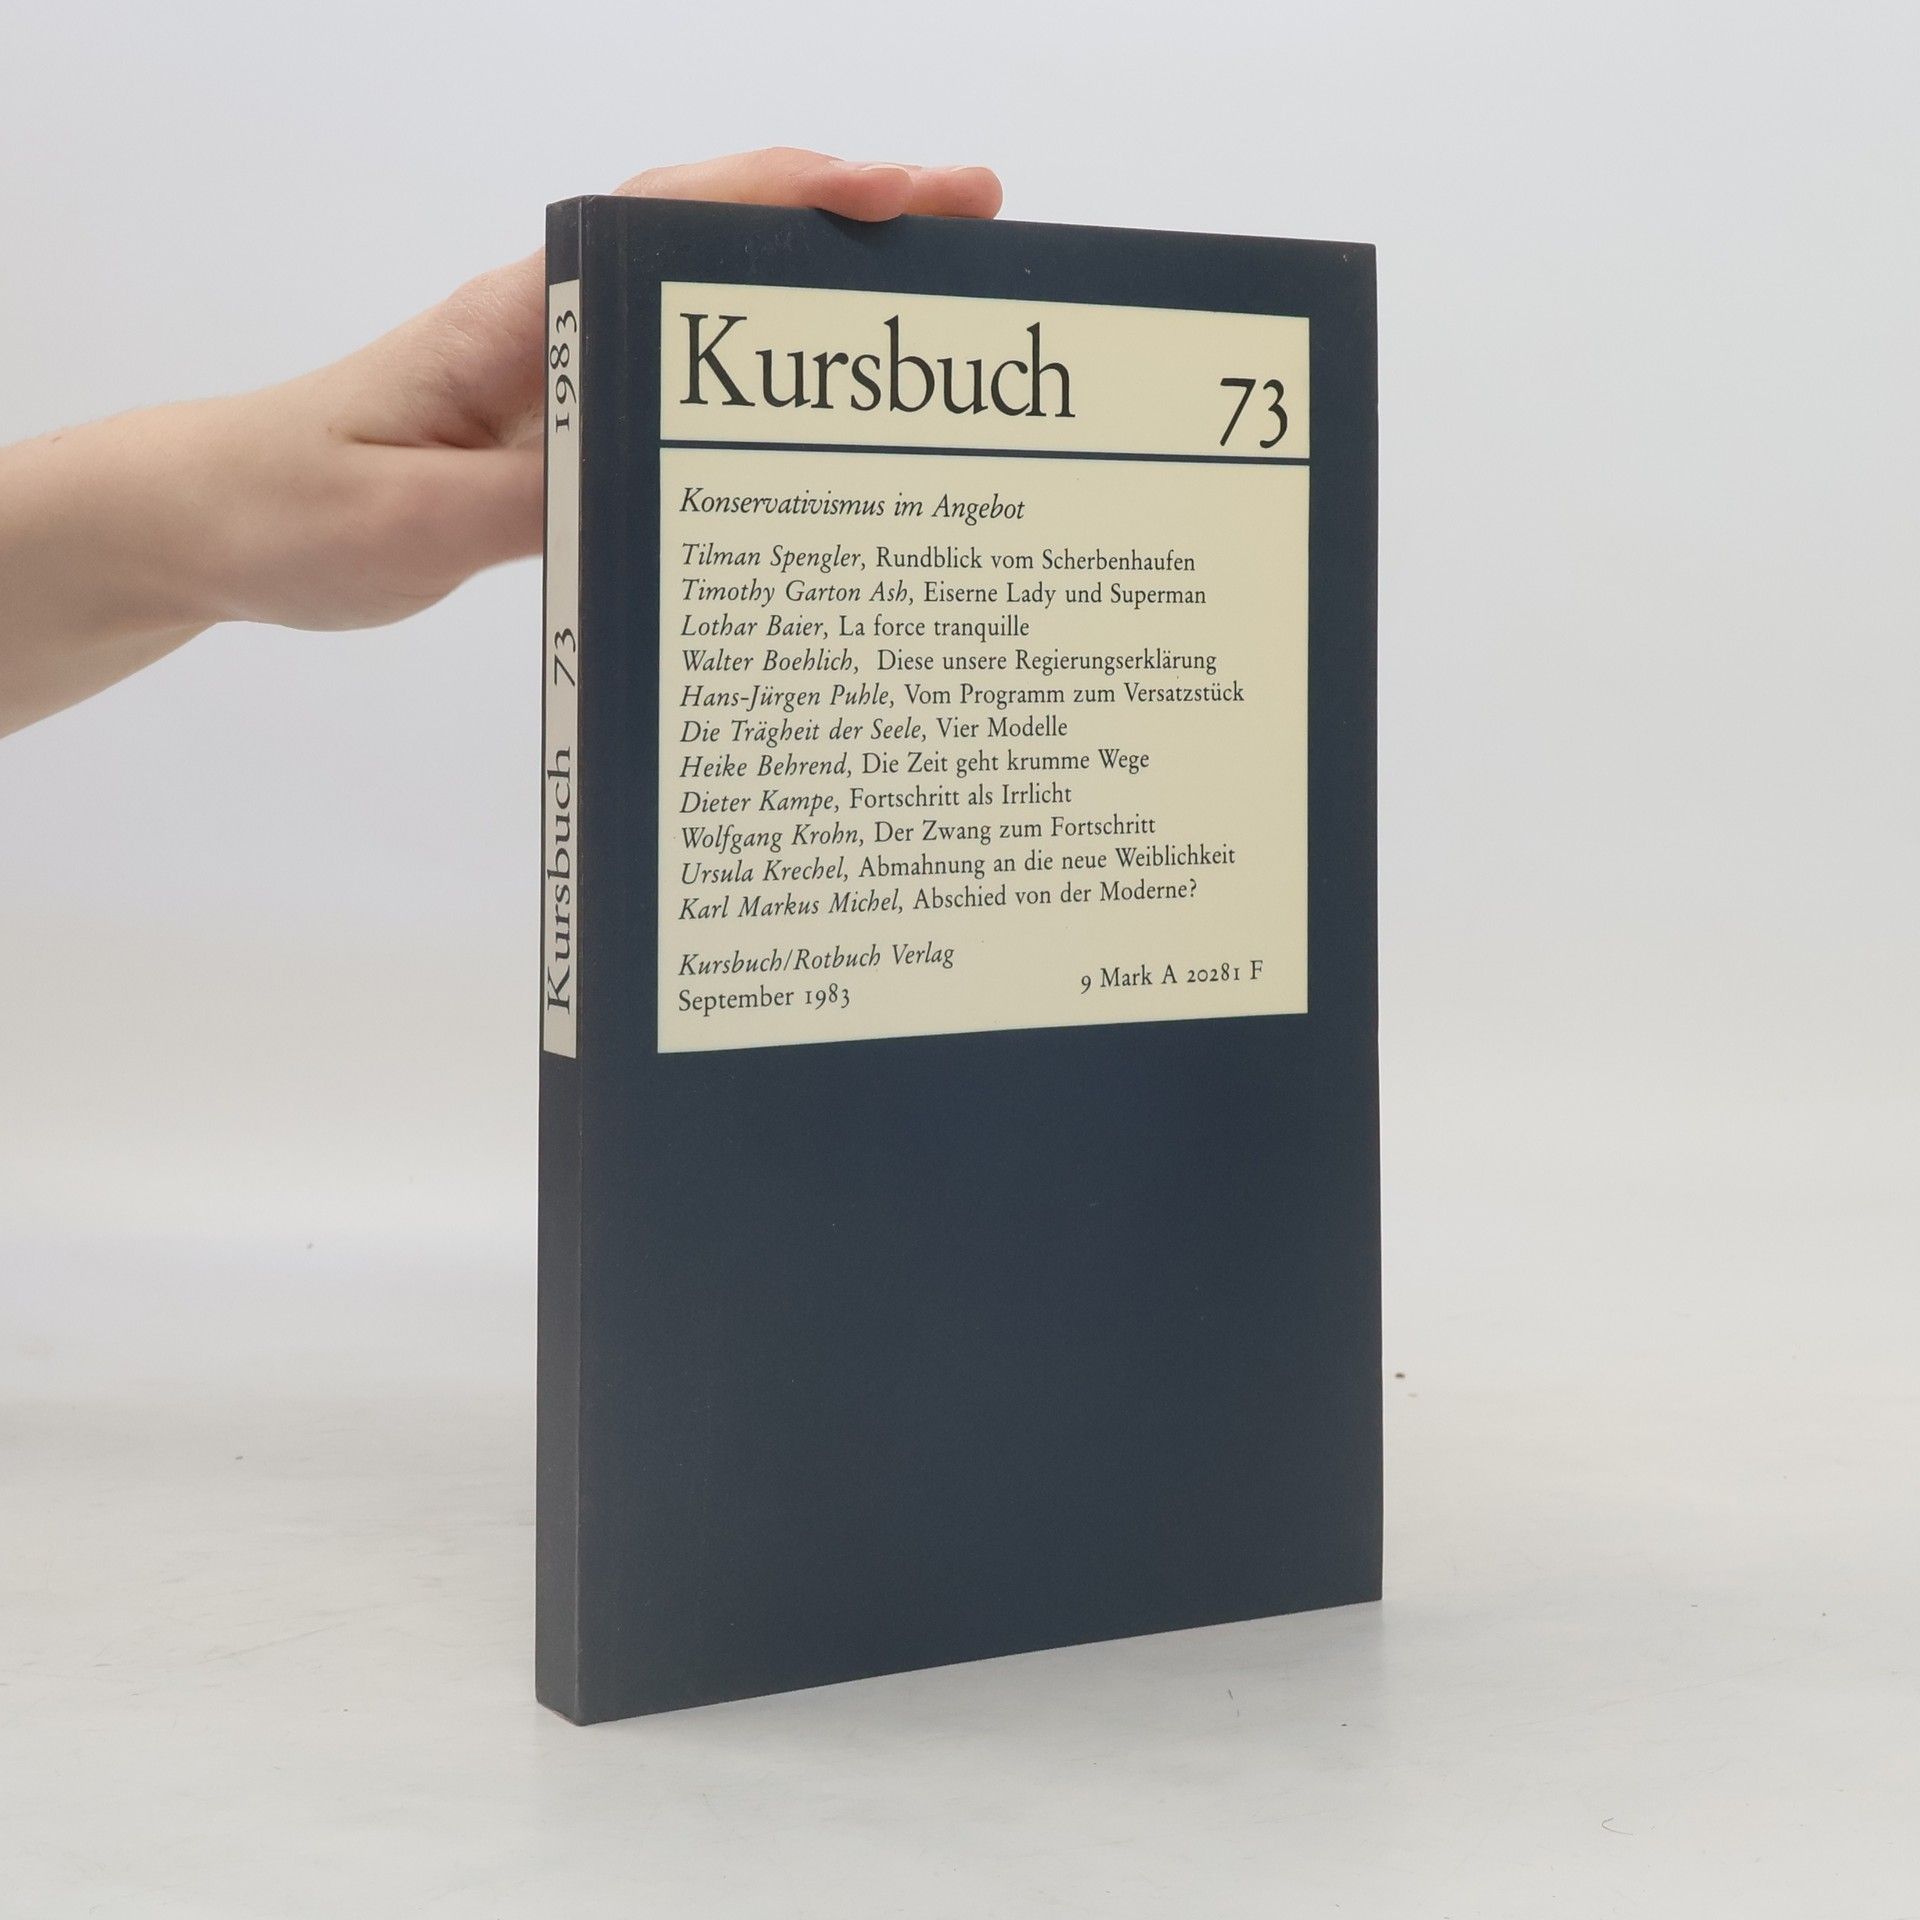 Kursbuch 73 1983
Kursbuch 73
Konservativismus im Angebot
Tilman Spengler, Rundblick vom Scherbenhaufen
Timothy Garton Ash, Eiserne Lady und Superman
Lothar Baier, La force tranquille
Walter Boehlich, Diese unsere Regierungserklärung
Hans-Jürgen Puhle, Vom Programm zum Versatzstück
Die Trägheit der Seele, Vier Modelle
Heike Behrend, Die Zeit geht krumme Wege
Dieter Kampe, Fortschritt als Irrlicht
Wolfgang Krohn, Der Zwang zum Fortschritt
Ursula Krechel, Abmahnung an die neue Weiblichkeit
Karl Markus Michel, Abschied von der Moderne?
Kursbuch/Rotbuch Verlag
September 1983 9 Mark A 20281 F